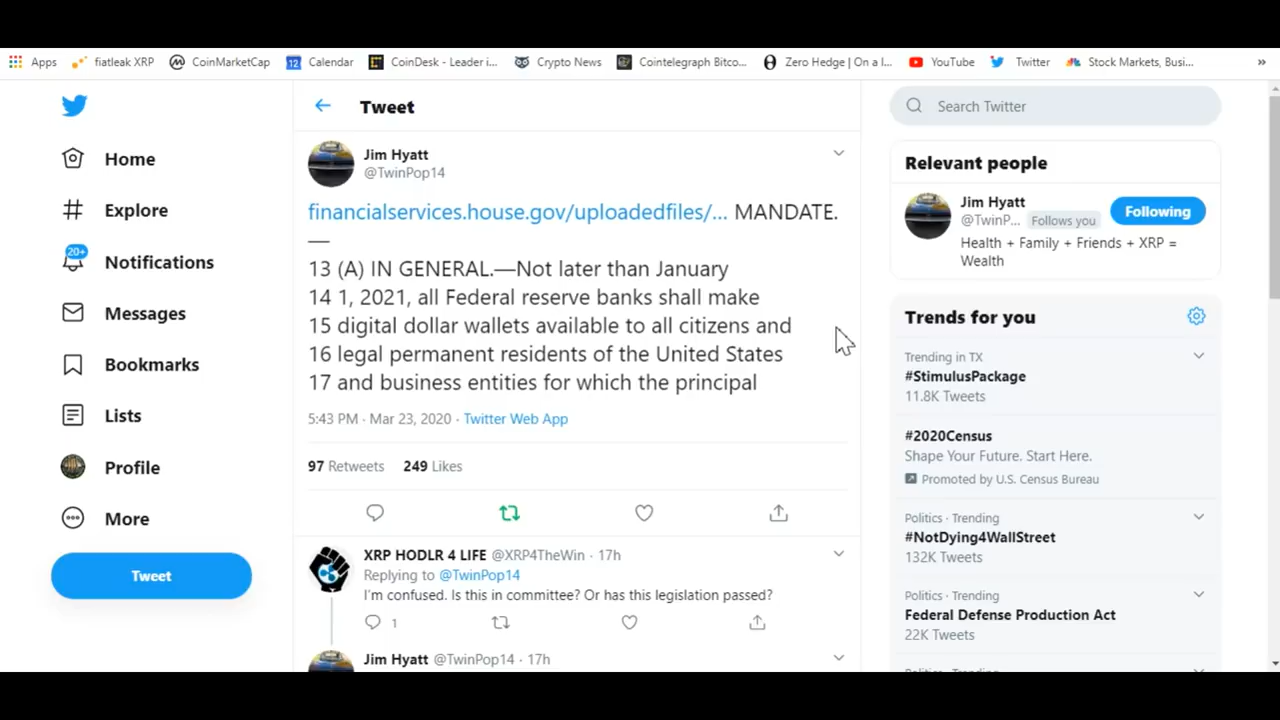 Apps fiatleak XRP CoinMarketCap 12 Calendar CoinDesk - Leader i... Crypto News Cointelegraph Bitco... Zero Hedge | On a l... YouTube Twitter Stock Markets, Busi... »
Tweet
Search Twitter
Home
Explore
20+
Notifications
Messages
Bookmarks
Lists
Profile
More
Tweet
Jim Hyatt
@TwinPop14
financialservices.house.gov/uploadedfiles/... MANDATE.
—
13 (A) IN GENERAL.—Not later than January
14 1, 2021, all Federal reserve banks shall make
15 digital dollar wallets available to all citizens and
16 legal permanent residents of the United States
17 and business entities for which the principal
5:43 PM · Mar 23, 2020 · Twitter Web App
97 Retweets 249 Likes
XRP HODLR 4 LIFE @XRP4TheWin · 17h
Replying to @TwinPop14
I'm confused. Is this in committee? Or has this legislation passed?
1
Jim Hyatt @TwinPop14 · 17h
Relevant people
Jim Hyatt
@TwinP... Follows you
Following
Health + Family + Friends + XRP =
Wealth
Trends for you
Trending in TX
#StimulusPackage
11.8K Tweets
#2020Census
Shape Your Future. Start Here.
Promoted by U.S. Census Bureau
Politics · Trending
#NotDying4WallStreet
132K Tweets
Politics · Trending
Federal Defense Production Act
22K Tweets